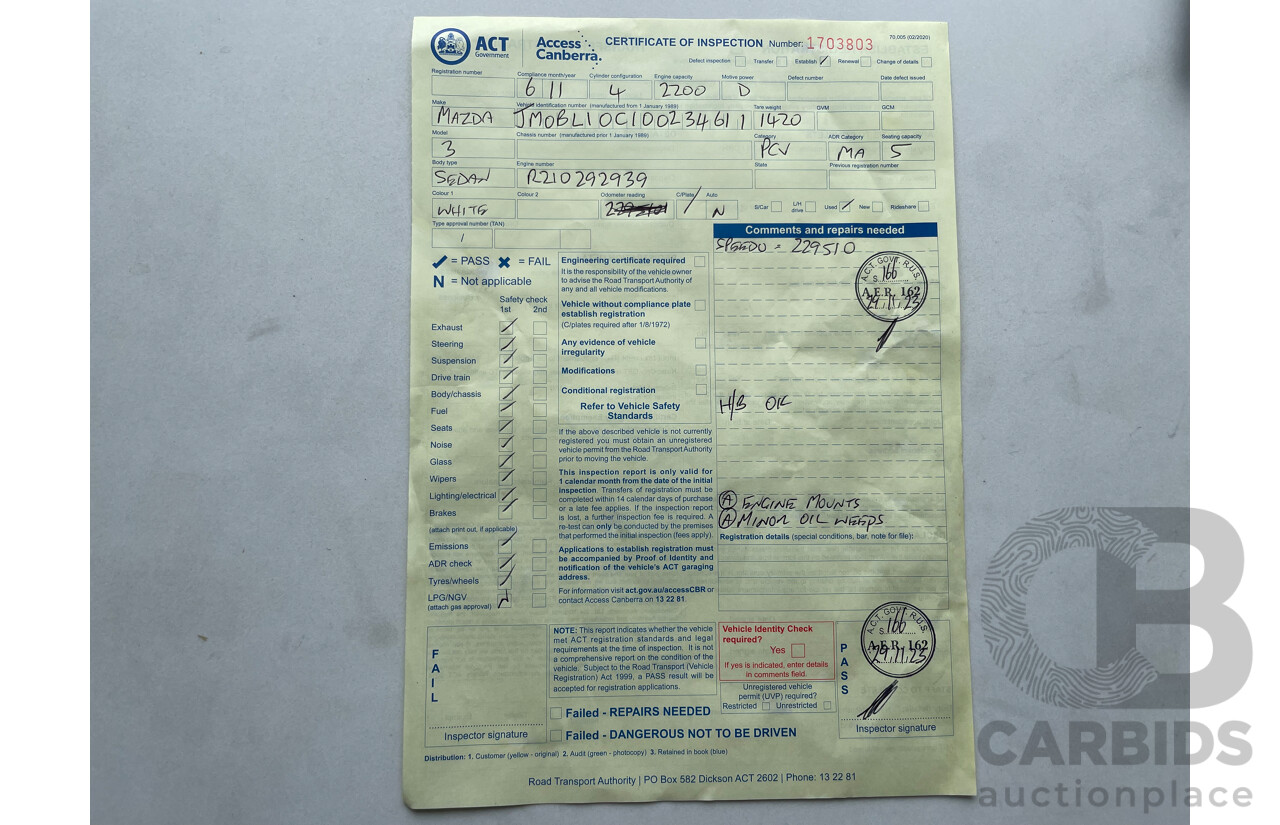 ACT Government
Access Canberra.
CERTIFICATE OF INSPECTION Number: 1703803
70,005 (02/2020)
Defect inspection Transfer Establish Renewal Change of details
Registration number Compliance month/year Cylinder configuration Engine capacity Motive power Defect number Date defect issued
6 11 4 2200 D
Make Vehicle identification number (manufactured from 1 January 1989) Tare weight GVM GCM
MAZDA JM0BL10C100234611 1420
Model Chassis number (manufactured prior 1 January 1989) Category ADR Category Seating capacity
3 PCV MA 5
Body type Engine number State Previous registration number
SEDAN R210292939
Colour 1 Colour 2 Odometer reading C/Plate Auto
S/Car L/H drive Used New Rideshare
WHITE N
Type approval number (TAN)
Comments and repairs needed
SPEEDO = 229510
✔ = PASS ✖ = FAIL
N = Not applicable
Safety check
1st 2nd
Exhaust
Steering
Suspension
Drive train
Body/chassis
Fuel
Seats
Noise
Glass
Wipers
Lighting/electrical
Brakes
(attach print out, if applicable)
Emissions
ADR check
Tyres/wheels
LPG/NGV
(attach gas approval)
Engineering certificate required
It is the responsibility of the vehicle owner
to advise the Road Transport Authority of
any and all vehicle modifications.
Vehicle without compliance plate
establish registration
(C/plates required after 1/8/1972)
Any evidence of vehicle
irregularity
Modifications
Conditional registration
Refer to Vehicle Safety
Standards
If the above described vehicle is not currently
registered you must obtain an unregistered
vehicle permit from the Road Transport Authority
prior to moving the vehicle.
This inspection report is only valid for
1 calendar month from the date of the initial
inspection. Transfers of registration must be
completed within 14 calendar days of purchase
or a late fee applies. If the inspection report
is lost, a further inspection fee is required. A
re-test can only be conducted by the premises
that performed the initial inspection (fees apply).
Applications to establish registration must
be accompanied by Proof of Identity and
notification of the vehicle's ACT garaging
address.
For information visit act.gov.au/accessCBR or
contact Access Canberra on 13 22 81
A.C.T. GOVT. R.U.S.
S 166
A.E.R. 162
29.11.23
H/B OIL
A ENGINE MOUNTS
A MINOR OIL WEEPS
Registration details (special conditions, bar, note for file):
FAIL
Inspector signature
NOTE: This report indicates whether the vehicle
met ACT registration standards and legal
requirements at the time of inspection. It is not
a comprehensive report on the condition of the
vehicle. Subject to the Road Transport (Vehicle
Registration) Act 1999, a PASS result will be
accepted for registration applications.
Vehicle Identity Check
required?
Yes
If yes is indicated, enter details
in comments field.
Unregistered vehicle
permit (UVP) required?
Restricted Unrestricted
PASS
A.C.T. GOVT. R.U.S.
S 166
A.E.R. 162
29.11.23
Inspector signature
Failed - REPAIRS NEEDED
Failed - DANGEROUS NOT TO BE DRIVEN
Distribution: 1. Customer (yellow - original) 2. Audit (green - photocopy) 3. Retained in book (blue)
Road Transport Authority | PO Box 582 Dickson ACT 2602 | Phone: 13 22 81
CB
CARBIDS
auctionplace